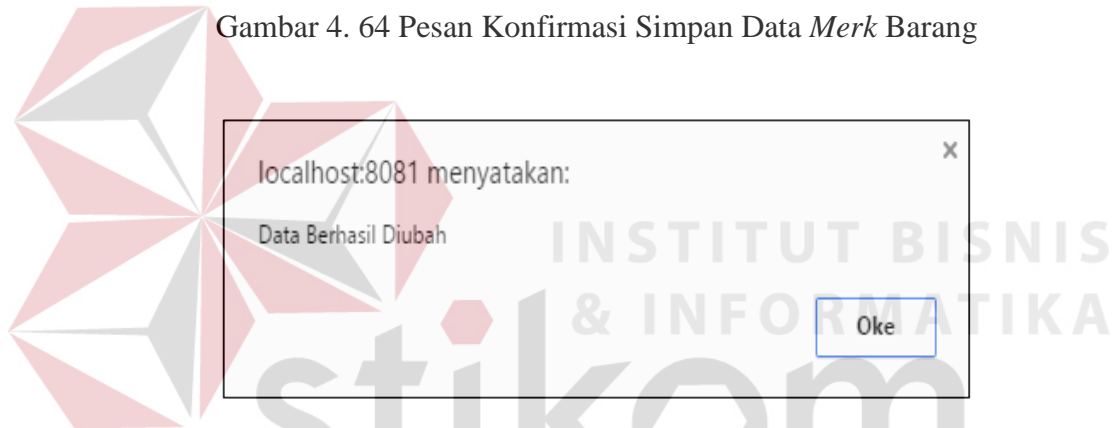 Gambar 4. 64 Pesan Konfirmasi Simpan Data Merk Barang
localhost:8081 menyatakan:
x
Data Berhasil Diubah
INSTITUT BISNIS
& INFORMATIKA
Oke
stikom